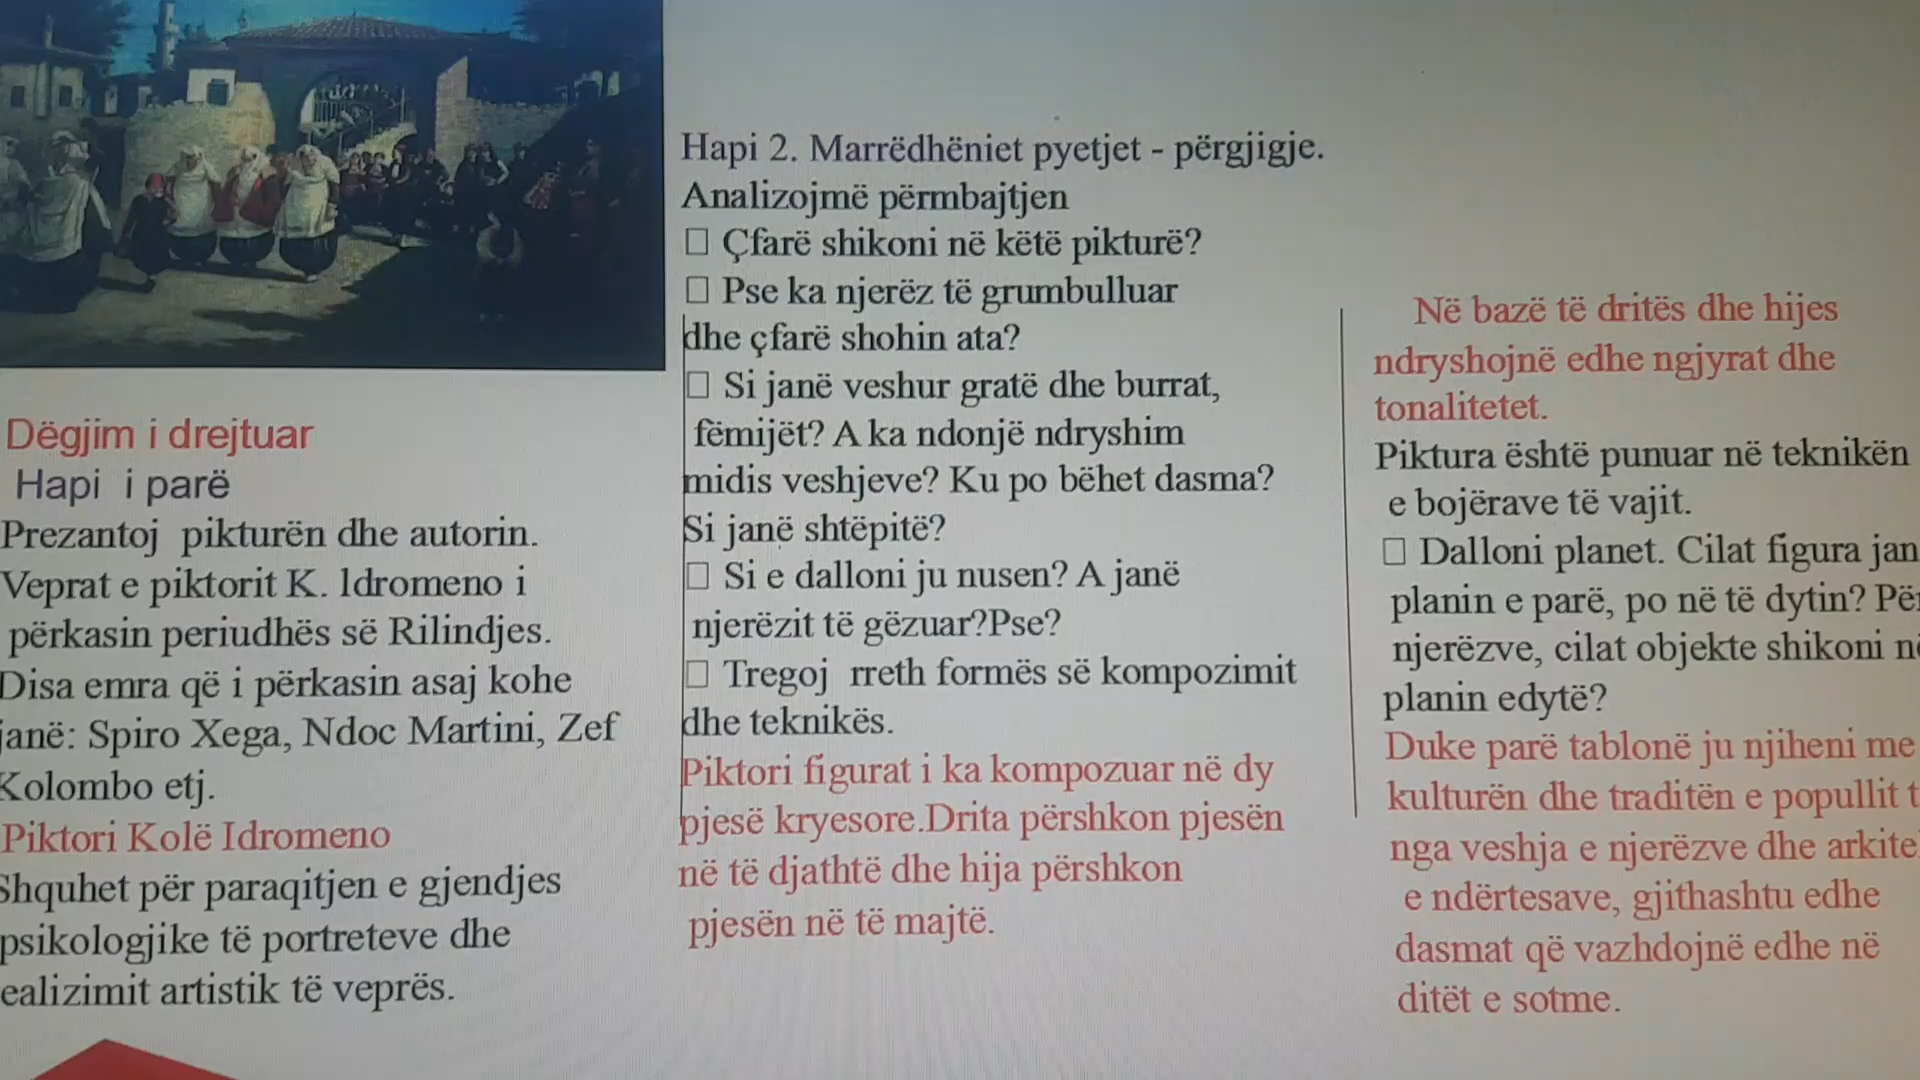 Dëgjim i drejtuar
Hapi i parë
Prezantoj pikturën dhe autorin.
Veprat e piktorit K. ldromeno i
përkasin periudhës së Rilindjes.
Disa emra që i përkasin asaj kohe
janë: Spiro Xega, Ndoc Martini, Zef
Kolombo etj.
Piktori Kolë Idromeno
Shquhet për paraqitjen e gjendjes
psikologjike të portreteve dhe
ealizimit artistik të veprës.
Hapi 2. Marrëdhëniet pyetjet - përgjigje.
Analizojmë përmbajtjen
□ Çfarë shikoni në këtë pikturë?
□ Pse ka njerëz të grumbulluar
dhe çfarë shohin ata?
□ Si janë veshur gratë dhe burrat,
fëmijët? A ka ndonjë ndryshim
midis veshjeve? Ku po bëhet dasma?
Si janë shtëpitë?
□ Si e dalloni ju nusen? A janë
njerëzit të gëzuar?Pse?
□ Tregoj rreth formës së kompozimit
dhe teknikës.
Piktori figurat i ka kompozuar në dy
pjesë kryesore.Drita përshkon pjesën
në të djathtë dhe hija përshkon
pjesën në të majtë.
Në bazë të dritës dhe hijes
ndryshojnë edhe ngjyrat dhe
tonalitetet.
Piktura është punuar në teknikën
e bojërave të vajit.
□ Dalloni planet. Cilat figura jan
planin e parë, po në të dytin?
njerëzve, cilat objekte shikoni
planin edytë?
Duke parë tablonë ju njiheni me
kulturën dhe traditën e popullit
nga veshja e njerëzve dhe arkite
e ndërtesave, gjithashtu edhe
dasmat që vazhdojnë edhe në
ditët e sotme.